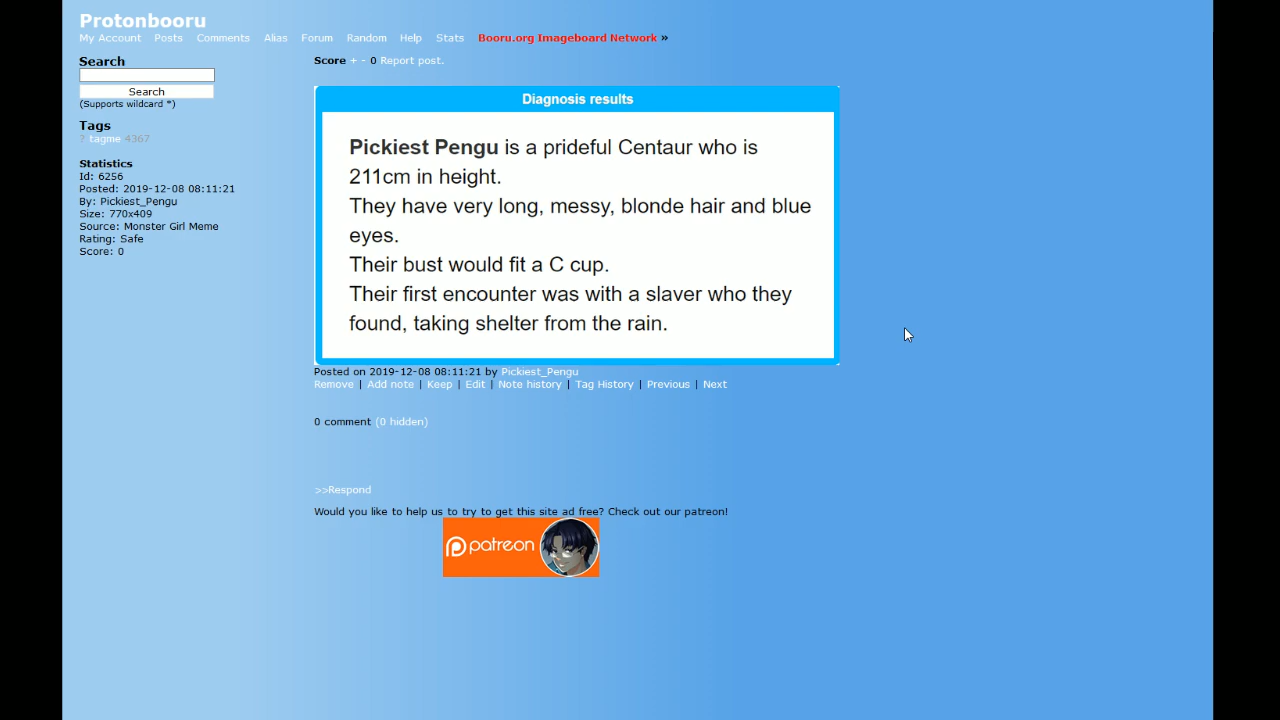 Protonbooru
My Account Posts Comments Alias Forum Random Help Stats Booru.org Imageboard Network »
Search
Search
(Supports wildcard *)
Tags
? tagme 4367
Statistics
Id: 6256
Posted: 2019-12-08 08:11:21
By: Pickiest_Pengu
Size: 770x409
Source: Monster Girl Meme
Rating: Safe
Score: 0
Score + - 0 Report post.
Diagnosis results
Pickiest Pengu is a prideful Centaur who is
211cm in height.
They have very long, messy, blonde hair and blue
eyes.
Their bust would fit a C cup.
Their first encounter was with a slaver who they
found, taking shelter from the rain.
Posted on 2019-12-08 08:11:21 by Pickiest_Pengu
Remove | Add note | Keep | Edit | Note history | Tag History | Previous | Next
0 comment (0 hidden)
>>Respond
Would you like to help us to try to get this site ad free? Check out our patreon!
patreon